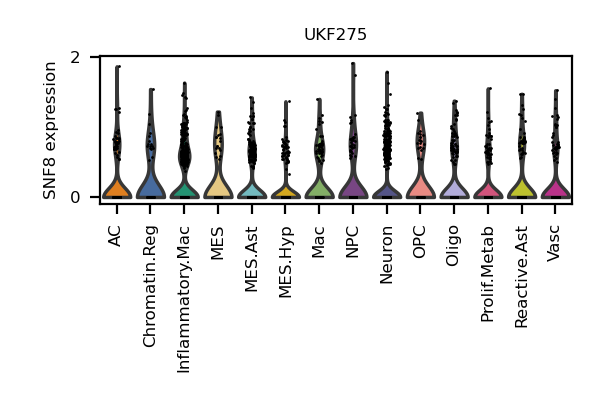 UKF275
SNF8 expression
2
0
AC
Chromatin.Reg
Inflammatory.Mac
MES
MES.Ast
MES.Hyp
Mac
NPC
Neuron
OPC
Oligo
Prolif.Metab
Reactive.Ast
Vasc